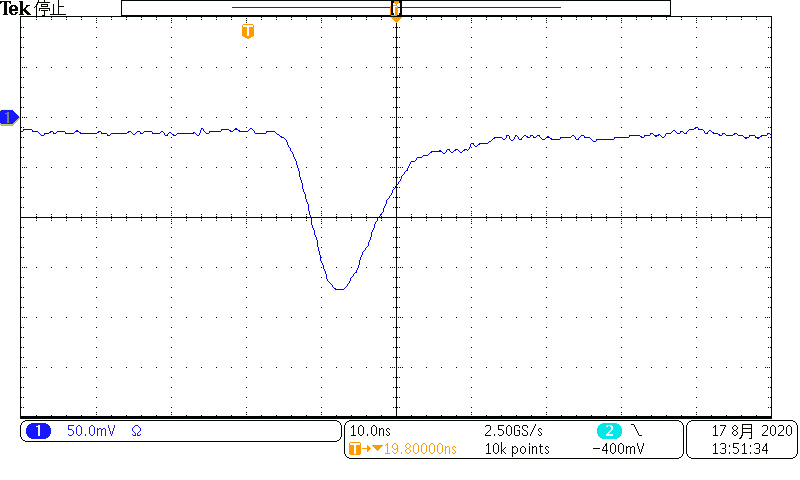 Tek 停止
T
1
1 50.0mV Ω
10.0ns 2.50GS/s 2
T→▼19.80000ns 10k points −400mV
17 8月 2020
13:51:34